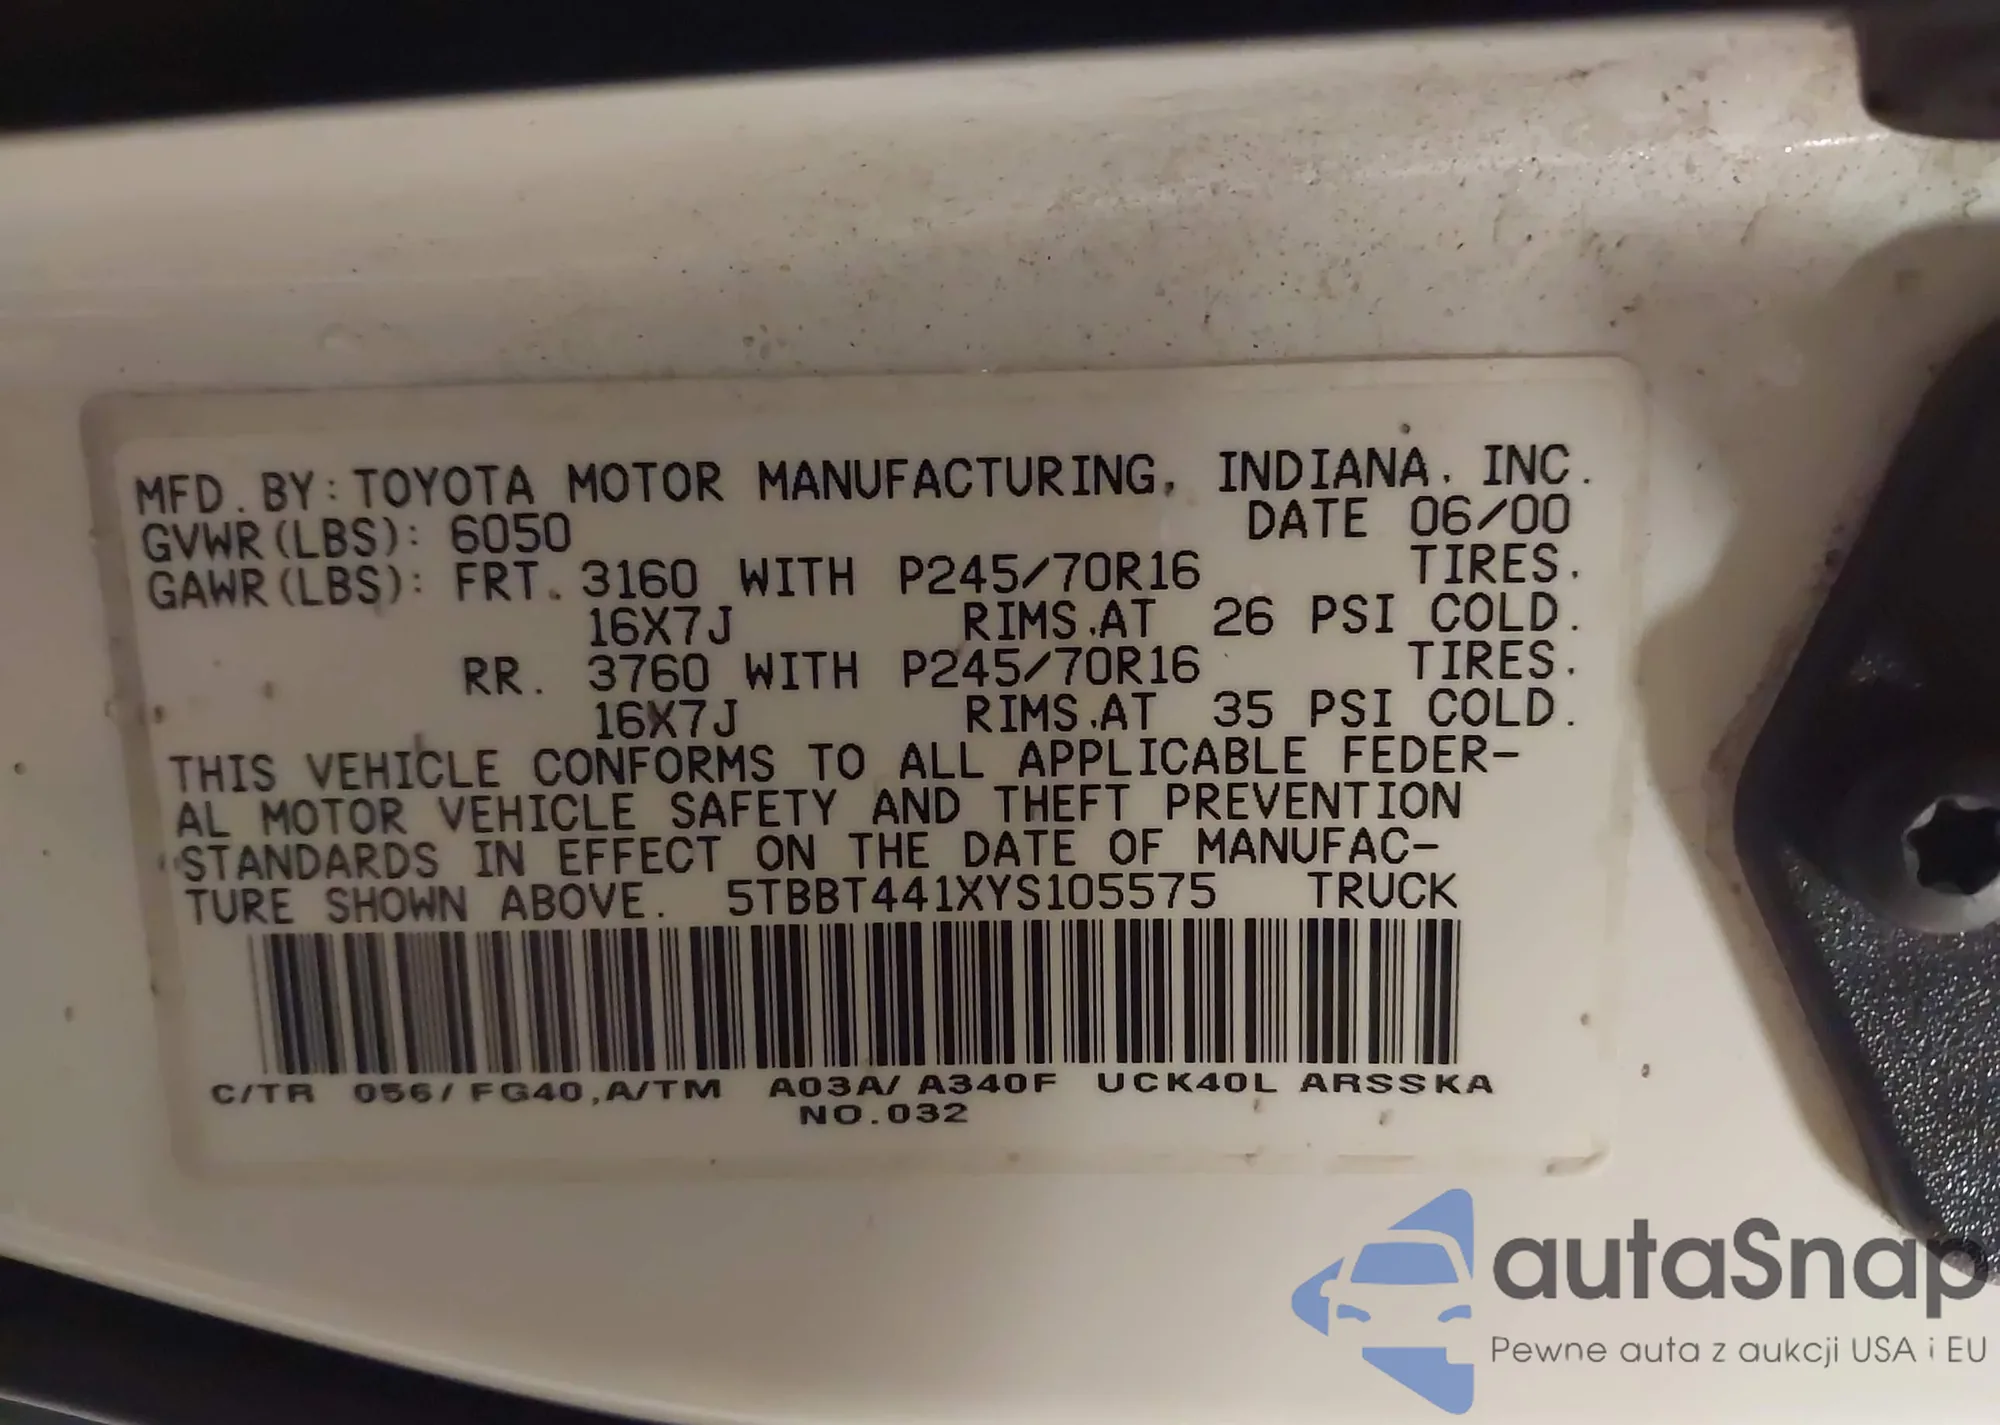 MFD. BY: TOYOTA MOTOR MANUFACTURING, INDIANA, INC.
GVWR(LBS): 6050 DATE 06/00
GAWR(LBS): FRT. 3160 WITH P245/70R16 TIRES.
16X7J RIMS.AT 26 PSI COLD.
RR. 3760 WITH P245/70R16 TIRES.
16X7J RIMS.AT 35 PSI COLD.
THIS VEHICLE CONFORMS TO ALL APPLICABLE FEDER-
AL MOTOR VEHICLE SAFETY AND THEFT PREVENTION
STANDARDS IN EFFECT ON THE DATE OF MANUFAC-
TURE SHOWN ABOVE. 5TBBT441XYS105575 TRUCK
C/TR 056/FG40,A/TM A03A/A340F UCK40L ARSSKA
NO.032
autaSnap
Pewne auta z aukcji USA i EU